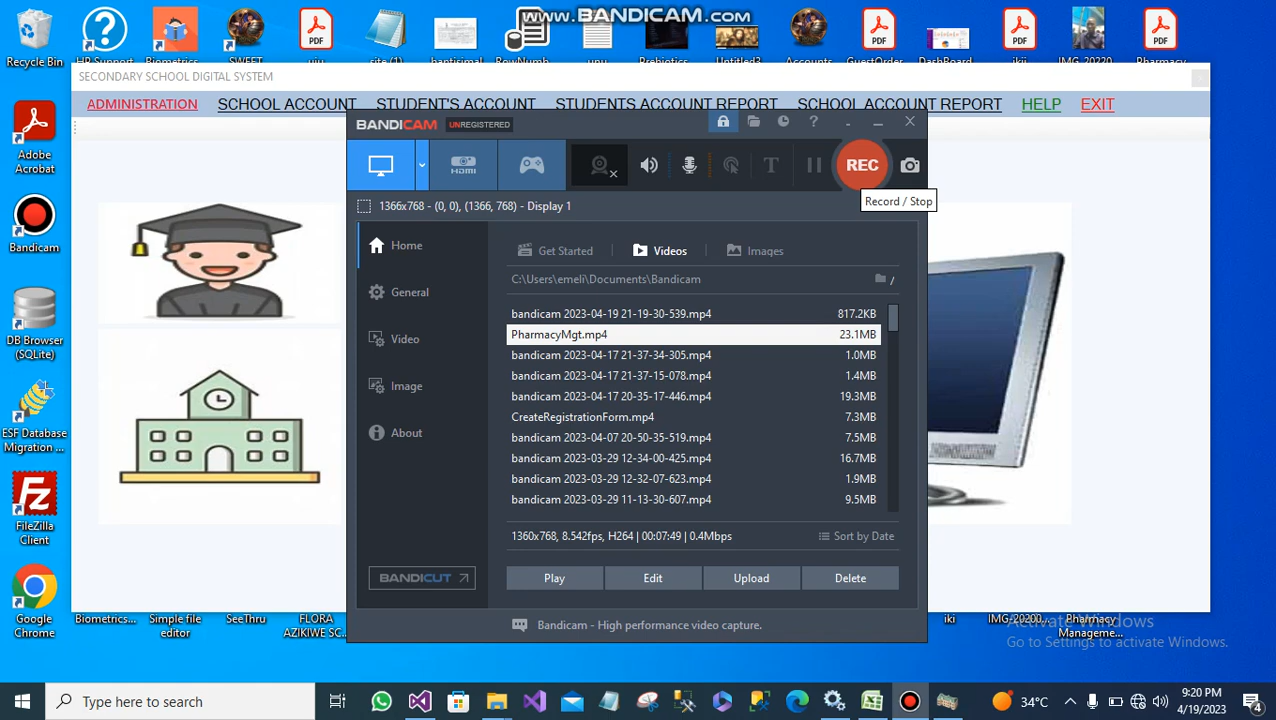 www.BANDICAM.com
Recycle Bin
HP Support
Biometrics
SWEET
uju
site (1)
hantisimal
RowNumb
unu
Prebiotics
Untitled3
Accounts
GuestOrder
DashBoard
ikii
IMG-20220
Pharmacy
SECONDARY SCHOOL DIGITAL SYSTEM
ADMINISTRATION SCHOOL ACCOUNT STUDENT'S ACCOUNT STUDENTS ACCOUNT REPORT SCHOOL ACCOUNT REPORT HELP EXIT
Adobe
Acrobat
Bandicam
DB Browser
(SQLite)
ESF Database
Migration ...
FileZilla
Client
Google
Chrome
BANDICAM UNREGISTERED
HDMI
REC
Record / Stop
1366x768 - (0, 0), (1366, 768) - Display 1
Home
General
Video
Image
About
BANDICUT
Get Started
Videos
Images
C:\Users\emeli\Documents\Bandicam
/
bandicam 2023-04-19 21-19-30-539.mp4 817.2KB
PharmacyMgt.mp4 23.1MB
bandicam 2023-04-17 21-37-34-305.mp4 1.0MB
bandicam 2023-04-17 21-37-15-078.mp4 1.4MB
bandicam 2023-04-17 20-35-17-446.mp4 19.3MB
CreateRegistrationForm.mp4 7.3MB
bandicam 2023-04-07 20-50-35-519.mp4 7.5MB
bandicam 2023-03-29 12-34-00-425.mp4 16.7MB
bandicam 2023-03-29 12-32-07-623.mp4 1.9MB
bandicam 2023-03-29 11-13-30-607.mp4 9.5MB
1360x768, 8.542fps, H264 | 00:07:49 | 0.4Mbps
Sort by Date
Play Edit Upload Delete
Bandicam - High performance video capture.
Biometrics...
Simple file
editor
SeeThru
FLORA
AZIKIWE SC...
iki
IMG-20200...
Pharmacy
Manageme...
Activate Windows
Go to Settings to activate Windows.
Type here to search
34°C
9:20 PM
4/19/2023
4